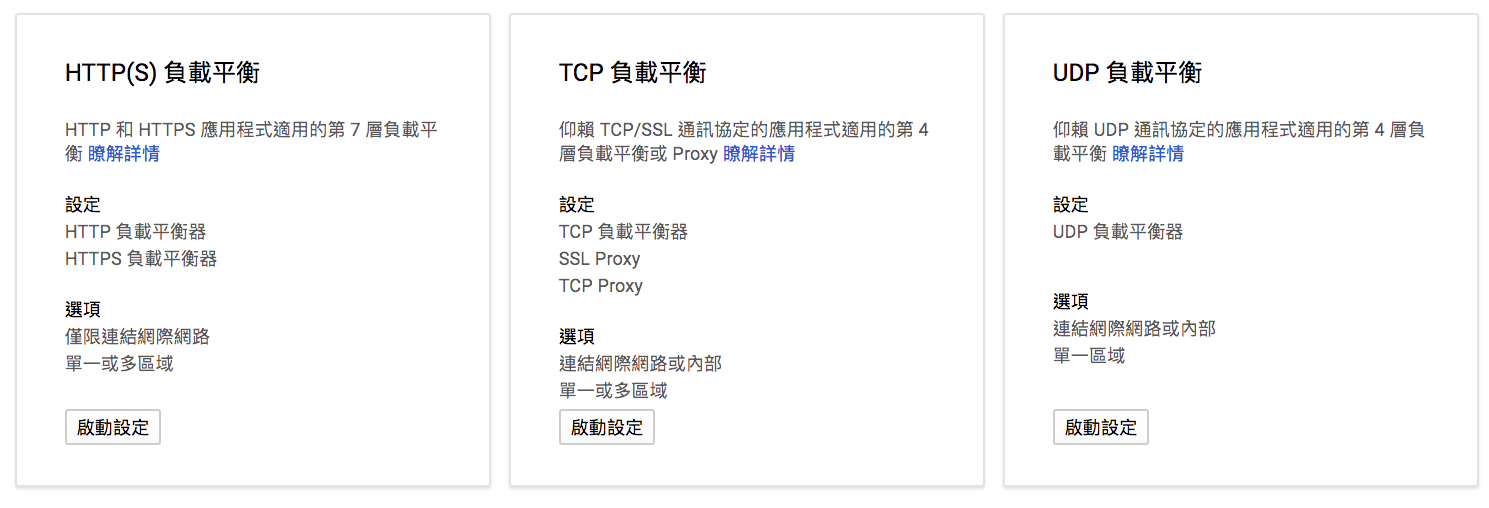 HTTP(S) 負載平衡
HTTP 和 HTTPS 應用程式適用的第 7 層負載平
衡 瞭解詳情
設定
HTTP 負載平衡器
HTTPS 負載平衡器
選項
僅限連結網際網路
單一或多區域
啟動設定
TCP 負載平衡
仰賴 TCP/SSL 通訊協定的應用程式適用的第 4
層負載平衡或 Proxy 瞭解詳情
設定
TCP 負載平衡器
SSL Proxy
TCP Proxy
選項
連結網際網路或內部
單一或多區域
啟動設定
UDP 負載平衡
仰賴 UDP 通訊協定的應用程式適用的第 4 層負
載平衡 瞭解詳情
設定
UDP 負載平衡器
選項
連結網際網路或內部
單一區域
啟動設定